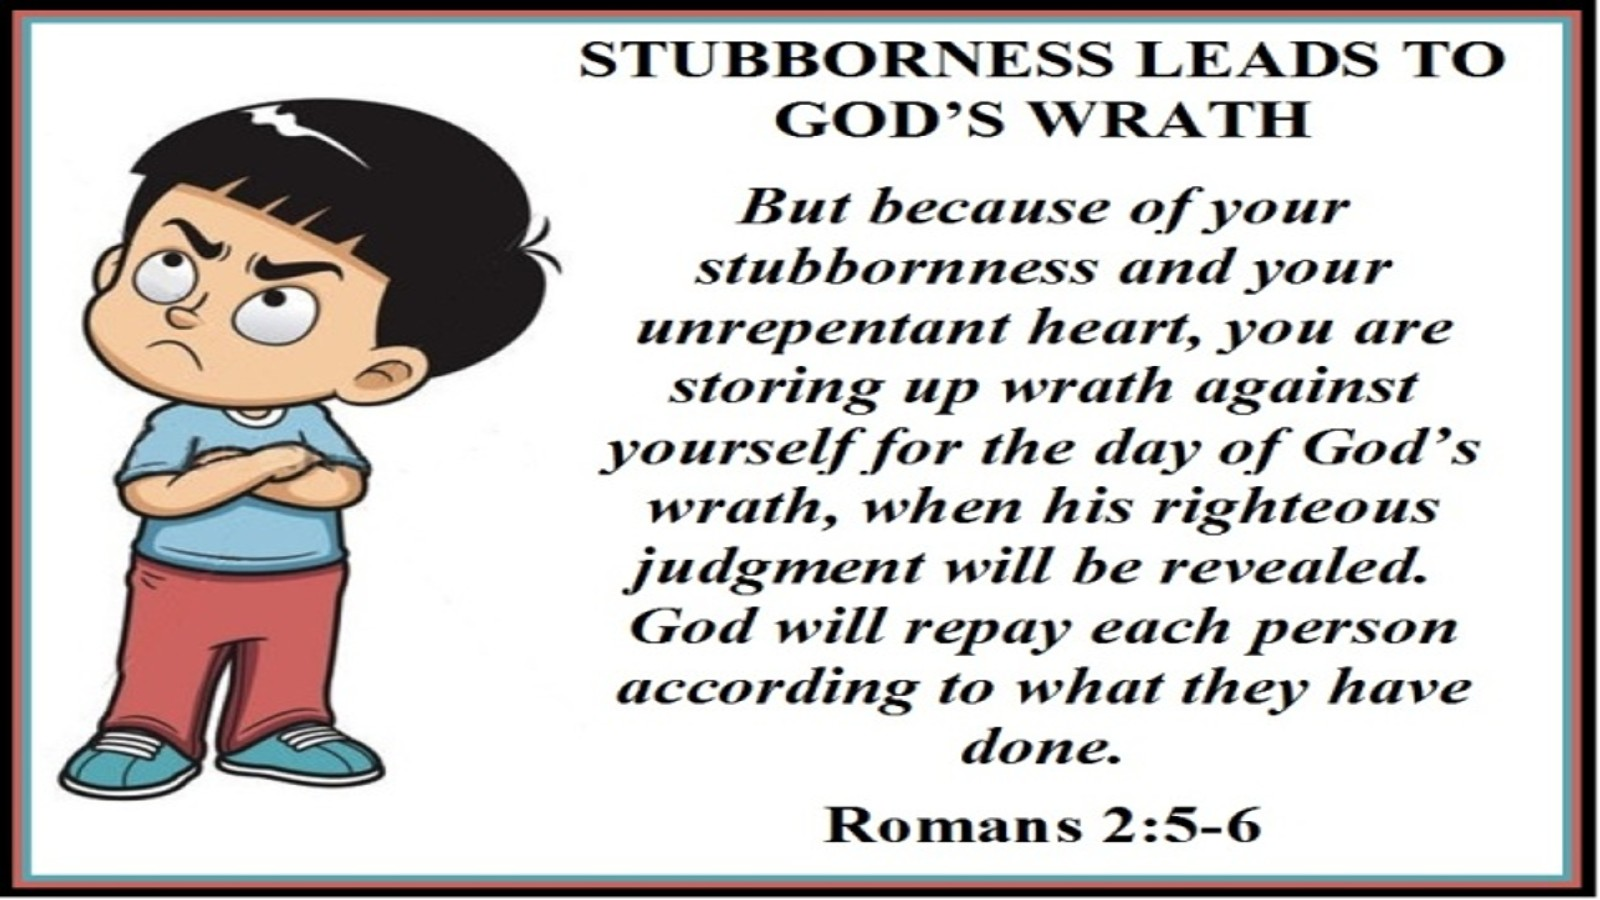 STUBBORNESS LEADS TO
GOD’S WRATH
But because of your
stubbornness and your
unrepentant heart, you are
storing up wrath against
yourself for the day of God’s
wrath, when his righteous
judgment will be revealed.
God will repay each person
according to what they have
done.
Romans 2:5-6